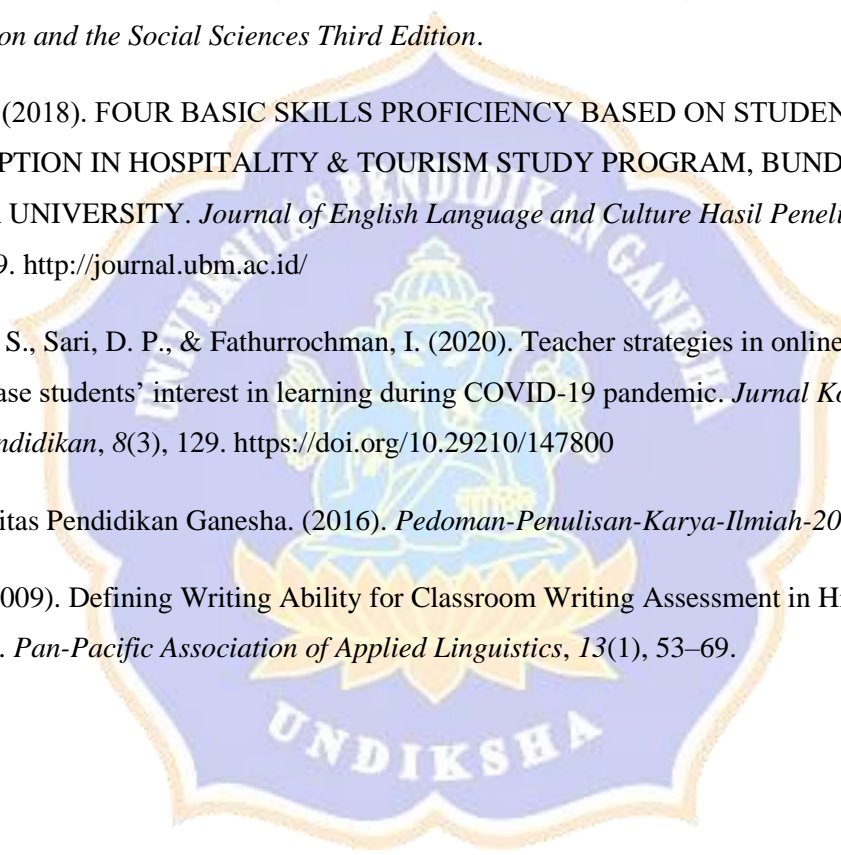 on and the Social Sciences Third Edition.
(2018). FOUR BASIC SKILLS PROFICIENCY BASED ON STUDEN
PTION IN HOSPITALITY & TOURISM STUDY PROGRAM, BUND
UNIVERSITY. Journal of English Language and Culture Hasil Peneli
9. http://journal.ubm.ac.id/
S., Sari, D. P., & Fathurrochman, I. (2020). Teacher strategies in online
ase students’ interest in learning during COVID-19 pandemic. Jurnal Ko
ndidikan, 8(3), 129. https://doi.org/10.29210/147800
itas Pendidikan Ganesha. (2016). Pedoman-Penulisan-Karya-Ilmiah-20
009). Defining Writing Ability for Classroom Writing Assessment in Hi
. Pan-Pacific Association of Applied Linguistics, 13(1), 53–69.
UNIVERSITAS PENDIDIKAN GANESHA
UNDIKSHA